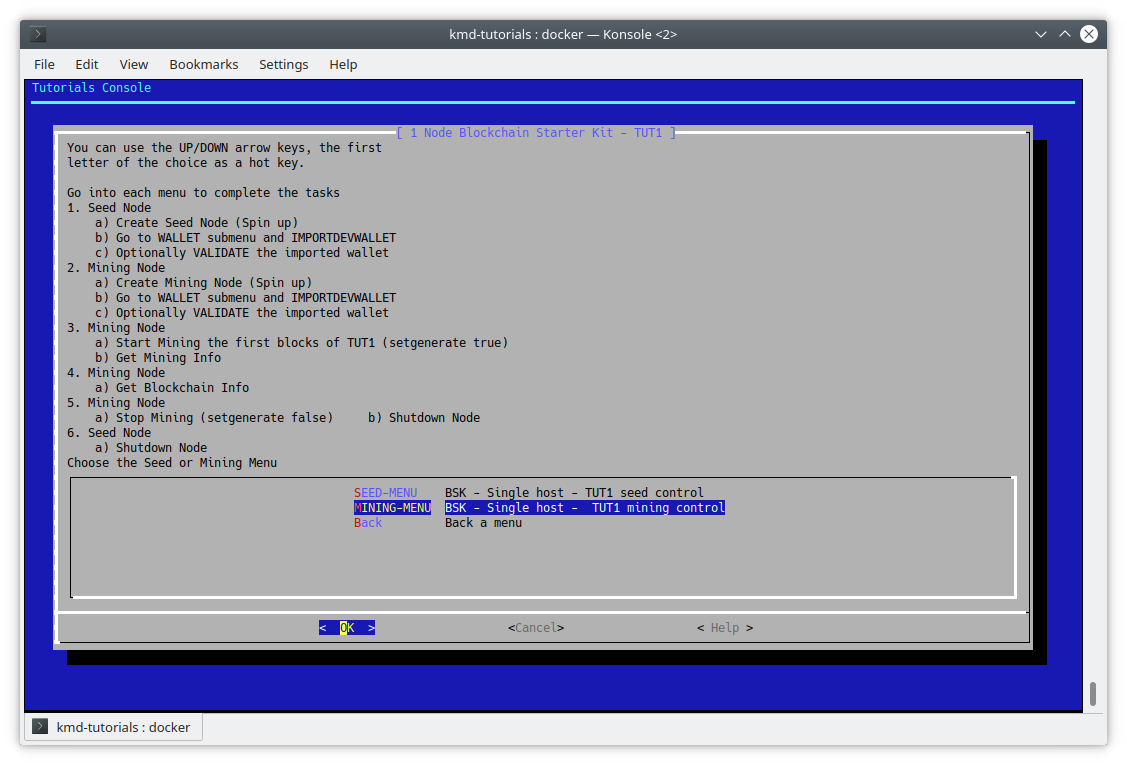 kmd-tutorials : docker — Konsole <2>
File Edit View Bookmarks Settings Help
Tutorials Console
[ 1 Node Blockchain Starter Kit - TUT1 ]
You can use the UP/DOWN arrow keys, the first
letter of the choice as a hot key.
Go into each menu to complete the tasks
1. Seed Node
a) Create Seed Node (Spin up)
b) Go to WALLET submenu and IMPORTDEVWALLET
c) Optionally VALIDATE the imported wallet
2. Mining Node
a) Create Mining Node (Spin up)
b) Go to WALLET submenu and IMPORTDEVWALLET
c) Optionally VALIDATE the imported wallet
3. Mining Node
a) Start Mining the first blocks of TUT1 (setgenerate true)
b) Get Mining Info
4. Mining Node
a) Get Blockchain Info
5. Mining Node
a) Stop Mining (setgenerate false) b) Shutdown Node
6. Seed Node
a) Shutdown Node
Choose the Seed or Mining Menu
SEED-MENU BSK - Single host - TUT1 seed control
MINING-MENU BSK - Single host - TUT1 mining control
Back Back a menu
< OK > <Cancel> < Help >
kmd-tutorials : docker